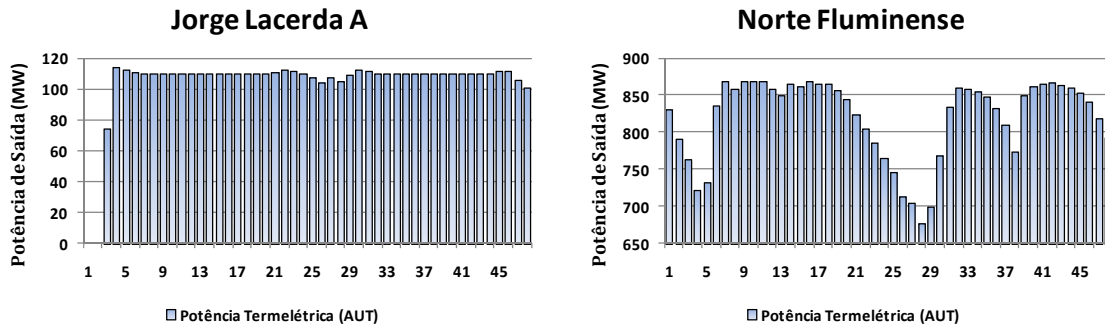 Jorge Lacerda A
Potência de Saída (MW)
120
100
80
60
40
20
0
1 5 9 13 17 21 25 29 33 37 41 45
Potência Termelétrica (AUT)
Norte Fluminense
Potência de Saída (MW)
900
850
800
750
700
650
1 5 9 13 17 21 25 29 33 37 41 45
Potência Termelétrica (AUT)